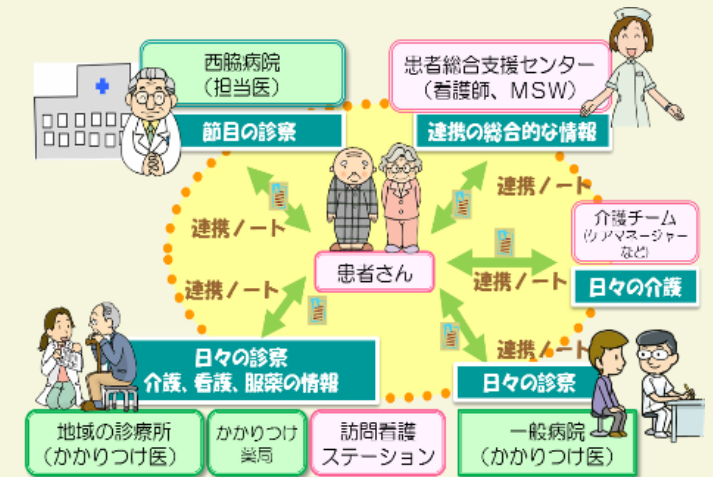 西脇病院
(担当医)
節目の診察
患者総合支援センター
(看護師、MSW)
連携の総合的な情報
連携ノート
連携ノート
介護チーム
(ケアマネージャー
など)
日々の介護
連携ノート
患者さん
連携ノート
連携ノート
日々の診察
介護、看護、服薬の情報
日々の診察
地域の診療所
(かかりつけ医)
かかりつけ
薬局
訪問看護
ステーション
一般病院
(かかりつけ医)